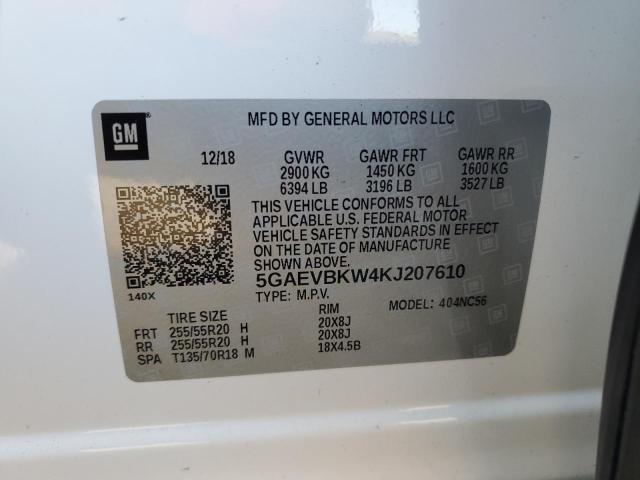 GM
MFD BY GENERAL MOTORS LLC
12/18 GVWR GAWR FRT GAWR RR
2900 KG 1450 KG 1600 KG
6394 LB 3196 LB 3527 LB
THIS VEHICLE CONFORMS TO ALL
APPLICABLE U.S. FEDERAL MOTOR
VEHICLE SAFETY STANDARDS IN EFFECT
ON THE DATE OF MANUFACTURE
SHOWN ABOVE.
140X
5GAEVBKW4KJ207610
TYPE: M.P.V. MODEL: 404NC56
TIRE SIZE RIM
FRT 255/55R20 H 20X8J
RR 255/55R20 H 20X8J
SPA T135/70R18 M 18X4.5B